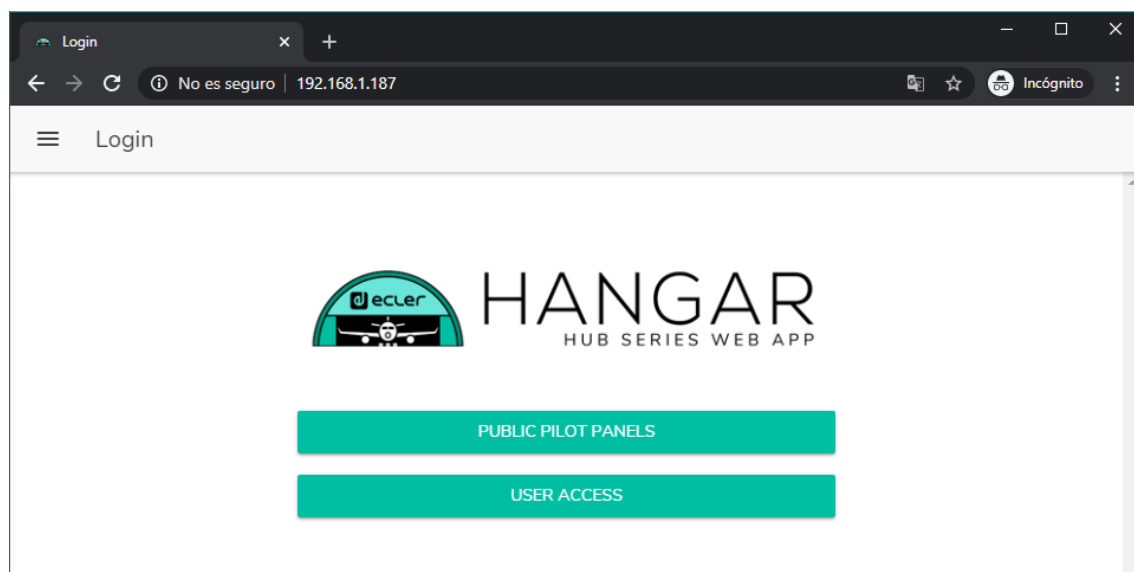 Login
No es seguro
192.168.1.187
Incógnito
Login
ecler
HANGAR
HUB SERIES WEB APP
PUBLIC PILOT PANELS
USER ACCESS